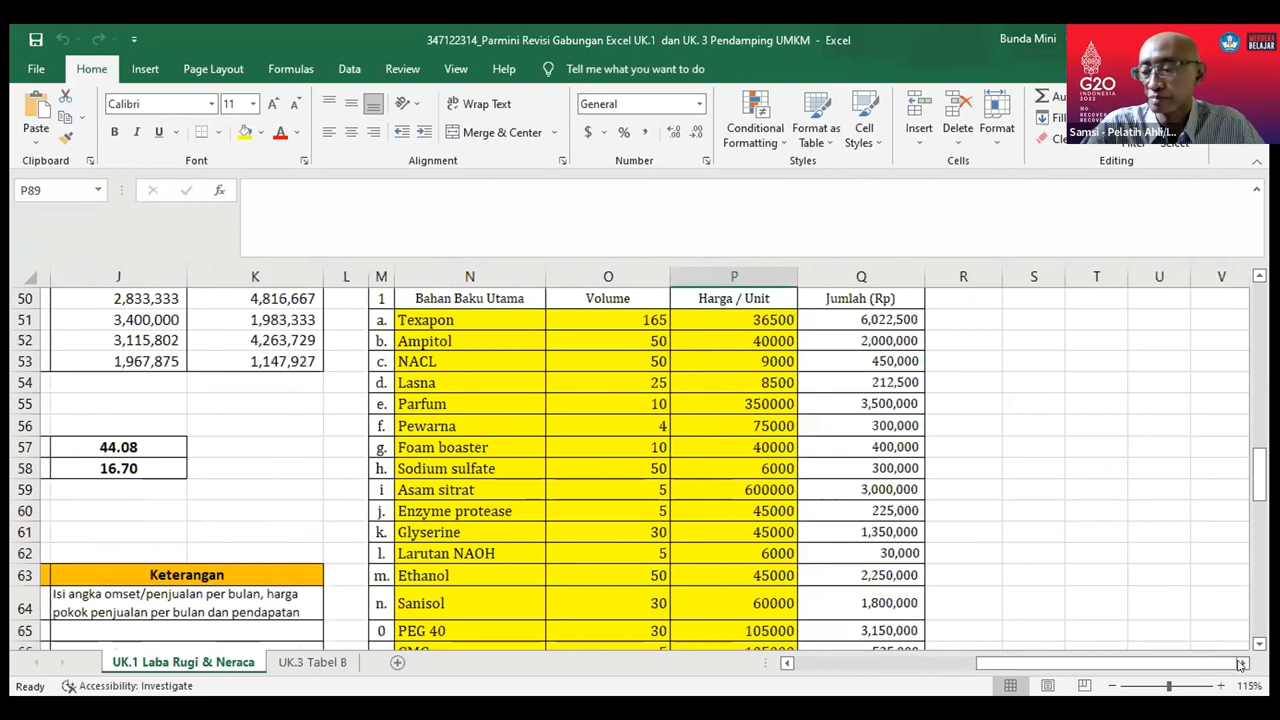 347122314_Parmini Revisi Gabungan Excel UK.1 dan UK. 3 Pendamping UMKM - Excel
Bunda Mini
G20
INDONESIA
2022
MERDEKA
BELAJAR
Samsi - Pelatih Ahli/I...
File Home Insert Page Layout Formulas Data Review View Help Tell me what you want to do
Paste
Calibri 11
B I U
Wrap Text
Merge & Center
General
$ % ,
Conditional Formatting
Format as Table
Cell Styles
Insert Delete Format
Fill
Clipboard Font Alignment Number Styles Cells Editing
P89 fx
J K L M N O P Q R S T U V
50 2,833,333 4,816,667 1 Bahan Baku Utama Volume Harga / Unit Jumlah (Rp)
51 3,400,000 1,983,333 a. Texapon 165 36500 6,022,500
52 3,115,802 4,263,729 b. Ampitol 50 40000 2,000,000
53 1,967,875 1,147,927 c. NACL 50 9000 450,000
54 d. Lasna 25 8500 212,500
55 e. Parfum 10 350000 3,500,000
56 f. Pewarna 4 75000 300,000
57 44.08 g. Foam boaster 10 40000 400,000
58 16.70 h. Sodium sulfate 50 6000 300,000
59 i Asam sitrat 5 600000 3,000,000
60 j. Enzyme protease 5 45000 225,000
61 k. Glyserine 30 45000 1,350,000
62 l. Larutan NAOH 5 6000 30,000
63 Keterangan m. Ethanol 50 45000 2,250,000
64 Isi angka omset/penjualan per bulan, harga pokok penjualan per bulan dan pendapatan n. Sanisol 30 60000 1,800,000
65 0 PEG 40 30 105000 3,150,000
UK.1 Laba Rugi & Neraca UK.3 Tabel B
Ready Accessibility: Investigate 115%